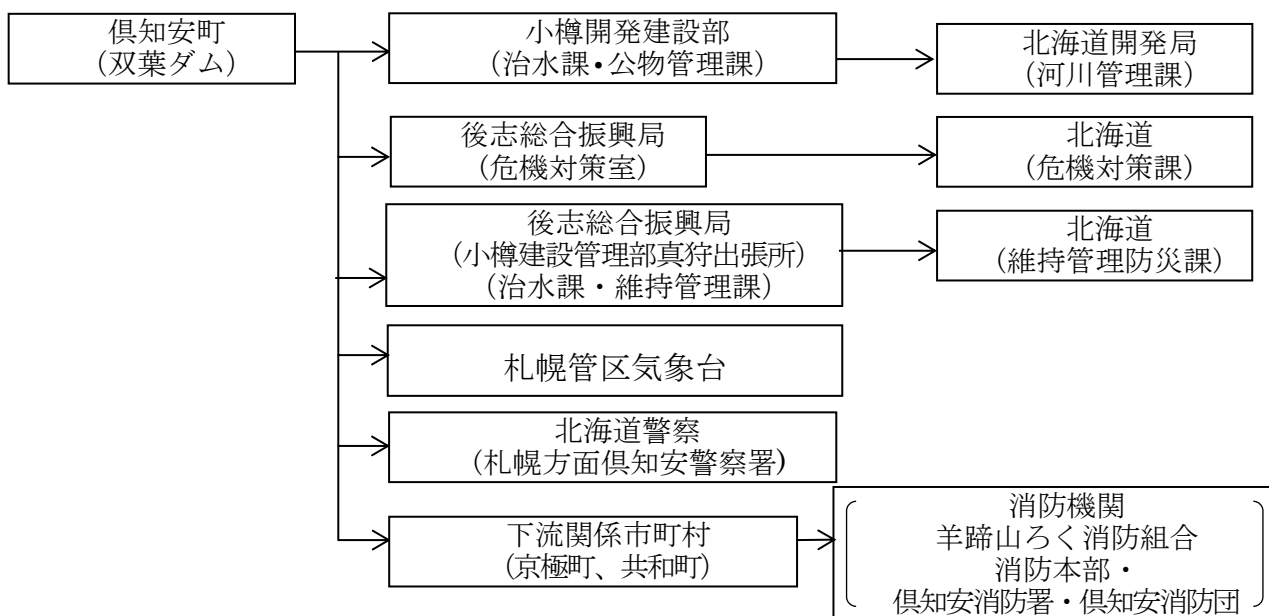 倶知安町
(双葉ダム)
小樽開発建設部
(治水課・公物管理課)
北海道開発局
(河川管理課)
後志総合振興局
(危機対策室)
北海道
(危機対策課)
後志総合振興局
(小樽建設管理部真狩出張所)
(治水課・維持管理課)
北海道
(維持管理防災課)
札幌管区気象台
北海道警察
(札幌方面倶知安警察署)
下流関係市町村
(京極町、共和町)
消防機関
羊蹄山ろく消防組合
消防本部・
倶知安消防署・倶知安消防団